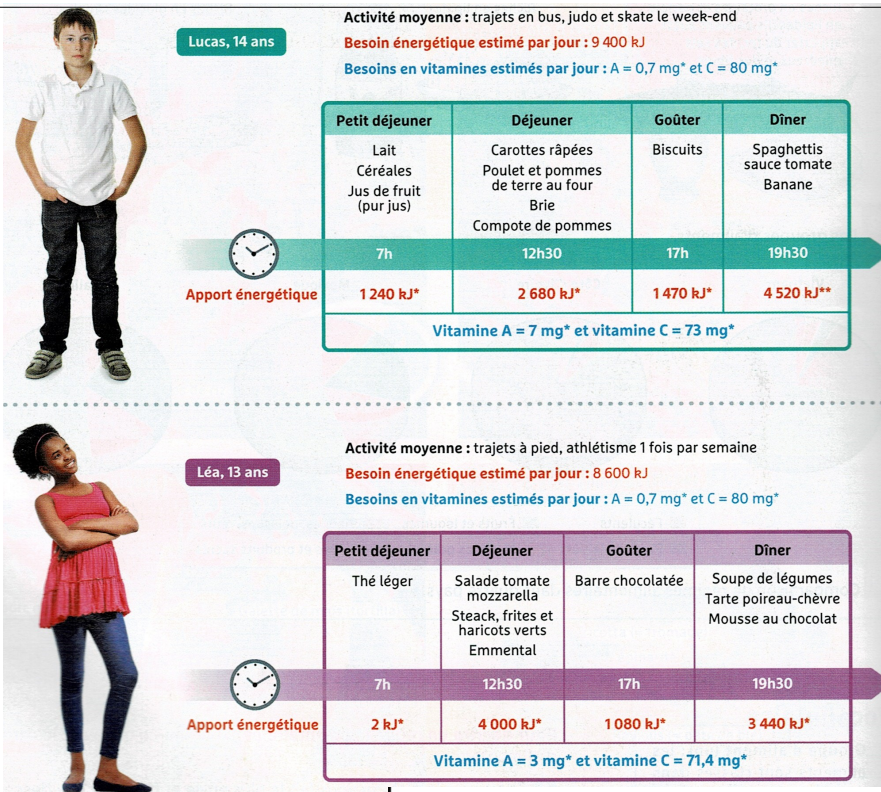 Lucas, 14 ans
Activité moyenne : trajets en bus, judo et skate le week-end
Besoin énergétique estimé par jour : 9 400 kJ
Besoins en vitamines estimés par jour : A = 0,7 mg* et C = 80 mg*
Petit déjeuner Déjeuner Goûter Dîner
Lait Carottes râpées Biscuits Spaghettis
Céréales Poulet et pommes sauce tomate
Jus de fruit de terre au four Banane
(pur jus) Brie
Compote de pommes
7h 12h30 17h 19h30
Apport énergétique 1 240 kJ* 2 680 kJ* 1 470 kJ* 4 520 kJ**
Vitamine A = 7 mg* et vitamine C = 73 mg*
Léa, 13 ans
Activité moyenne : trajets à pied, athlétisme 1 fois par semaine
Besoin énergétique estimé par jour : 8 600 kJ
Besoins en vitamines estimés par jour : A = 0,7 mg* et C = 80 mg*
Petit déjeuner Déjeuner Goûter Dîner
Thé léger Salade tomate Barre chocolatée Soupe de légumes
mozzarella Tarte poireau-chèvre
Steack, frites et Mousse au chocolat
haricots verts
Emmental
7h 12h30 17h 19h30
Apport énergétique 2 kJ* 4 000 kJ* 1 080 kJ* 3 440 kJ*
Vitamine A = 3 mg* et vitamine C = 71,4 mg*